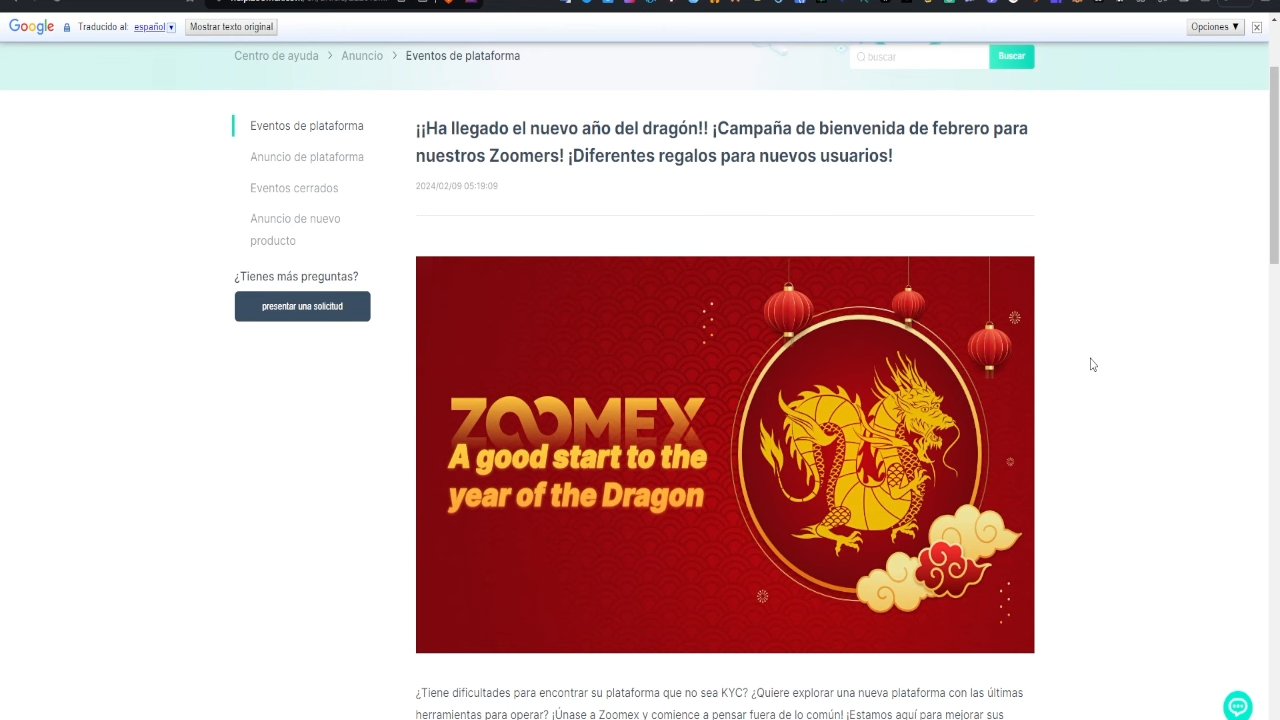 Google Traducido al: español Mostrar texto original Opciones ▼
Centro de ayuda > Anuncio > Eventos de plataforma
buscar Buscar
Eventos de plataforma
Anuncio de plataforma
Eventos cerrados
Anuncio de nuevo
producto
¿Tienes más preguntas?
presentar una solicitud
¡¡Ha llegado el nuevo año del dragón!! ¡Campaña de bienvenida de febrero para
nuestros Zoomers! ¡Diferentes regalos para nuevos usuarios!
2024/02/09 05:19:09
ZOOMEX
A good start to the
year of the Dragon
¿Tiene dificultades para encontrar su plataforma que no sea KYC? ¿Quiere explorar una nueva plataforma con las últimas
herramientas para operar? ¡Únase a Zoomex y comience a pensar fuera de lo común! ¡Estamos aquí para mejorar sus